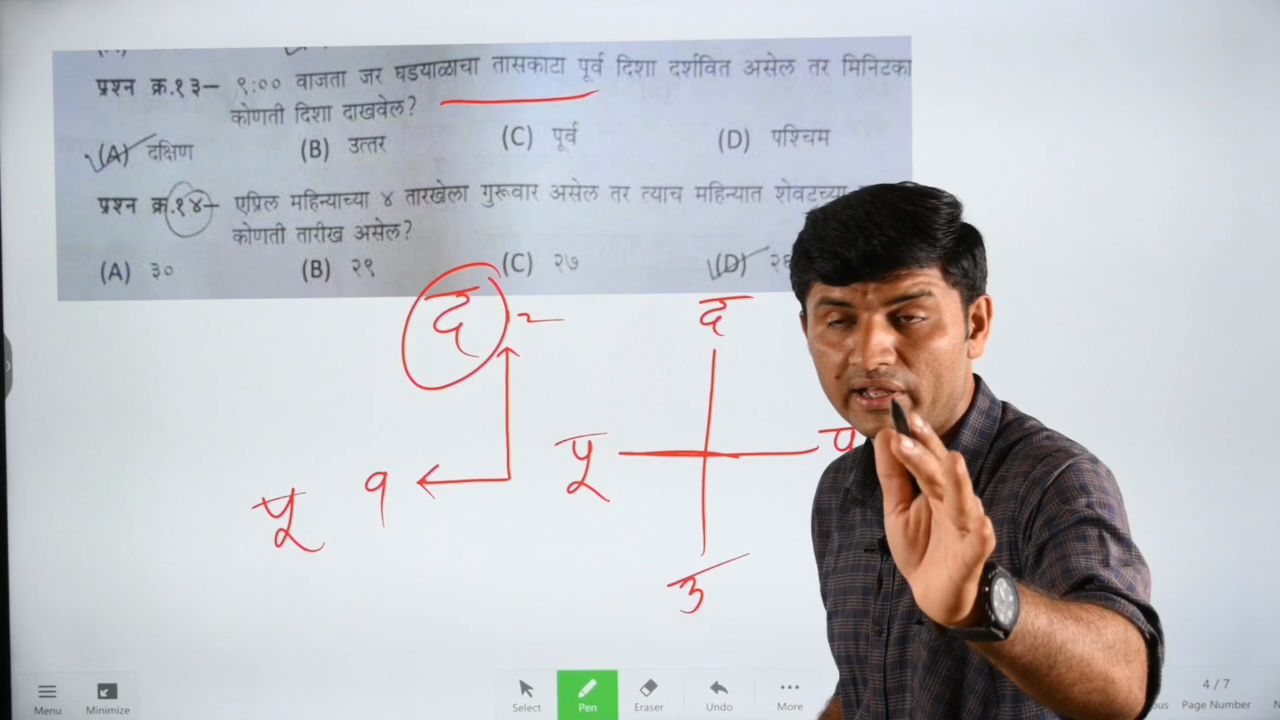 प्रश्न क्र.१३– ९:०० वाजता जर घडयाळाचा तासकाटा पूर्व दिशा दर्शवित असेल तर मिनिटका
कोणती दिशा दाखवेल?
(A) दक्षिण (B) उत्तर (C) पूर्व (D) पश्चिम
प्रश्न क्र.१४– एप्रिल महिन्याच्या ४ तारखेला गुरूवार असेल तर त्याच महिन्यात शेवटच्या
कोणती तारीख असेल?
(A) ३० (B) २९ (C) २७ (D) २६
द द
पू प
पू ९
उ
Menu Minimize Select Pen Eraser Undo More Page Number
4 / 7